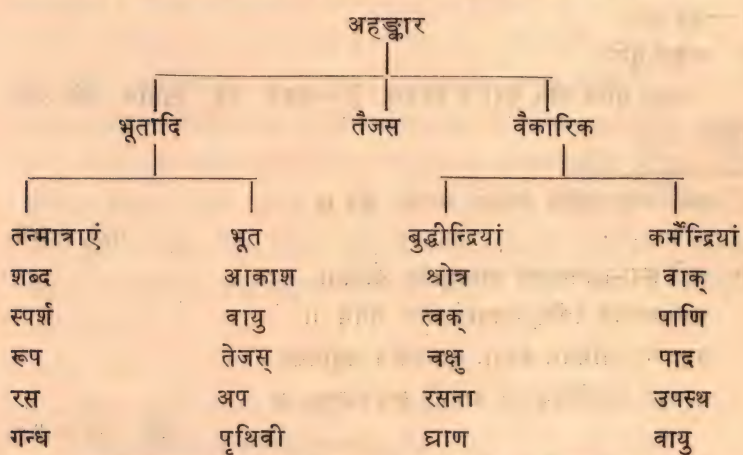 अहङ्कार
भूतादि तैजस वैकारिक
तन्मात्राएं भूत बुद्धीन्द्रियां कर्मेन्द्रियां
शब्द आकाश श्रोत्र वाक्
स्पर्श वायु त्वक् पाणि
रूप तेजस् चक्षु पाद
रस अप रसना उपस्थ
गन्ध पृथिवी घ्राण वायु